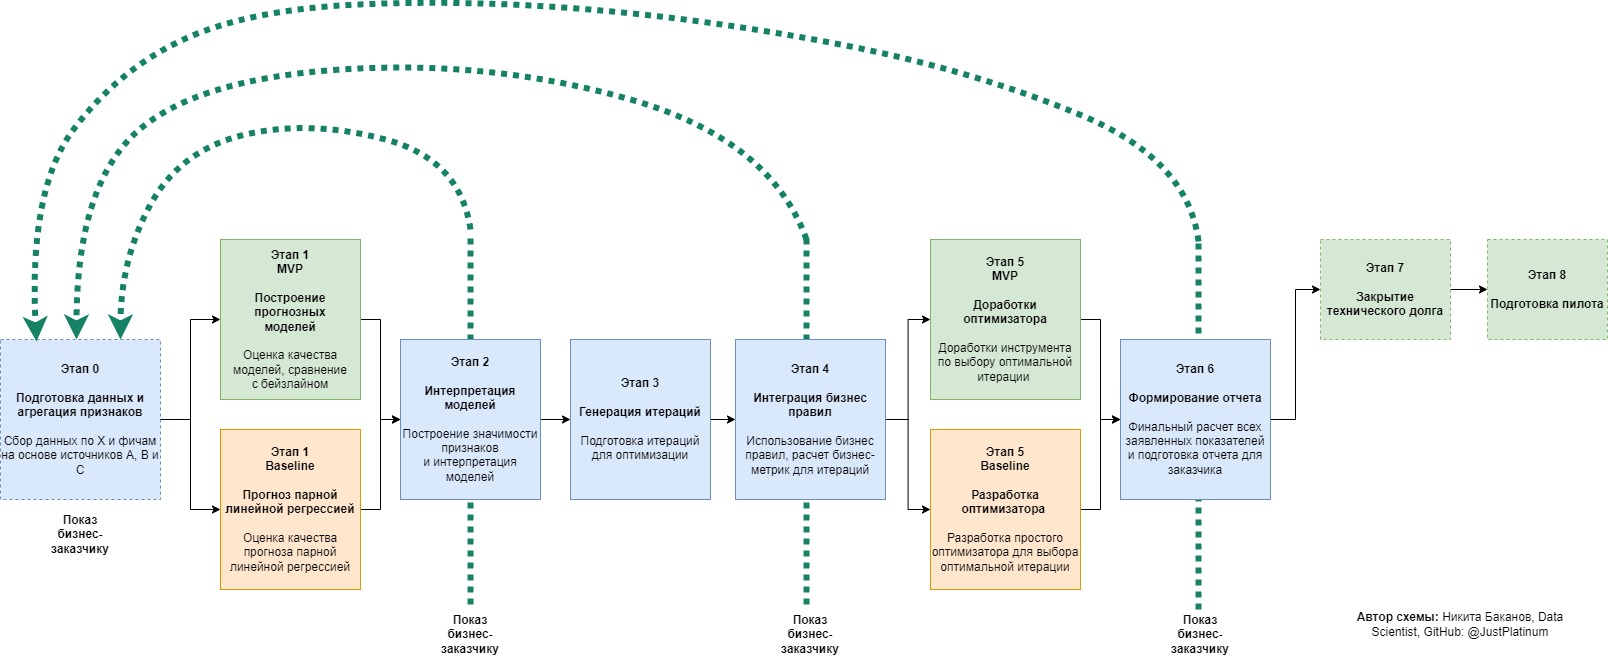 Этап 0
Подготовка данных и
агрегация признаков
Сбор данных по X и фичам
на основе источников A, B и
C
Показ
бизнес-
заказчику
Этап 1
MVP
Построение
прогнозных
моделей
Оценка качества
моделей, сравнение
с бейзлайном
Этап 1
Baseline
Прогноз парной
линейной регрессией
Оценка качества
прогноза парной
линейной регрессией
Этап 2
Интерпретация
моделей
Построение значимости
признаков
и интерпретация
моделей
Показ
бизнес-
заказчику
Этап 3
Генерация итераций
Подготовка итераций
для оптимизации
Этап 4
Интеграция бизнес
правил
Использование бизнес
правил, расчет бизнес-
метрик для итераций
Показ
бизнес-
заказчику
Этап 5
MVP
Доработки
оптимизатора
Доработки инструмента
по выбору оптимальной
итерации
Этап 5
Baseline
Разработка
оптимизатора
Разработка простого
оптимизатора для выбора
оптимальной итерации
Этап 6
Формирование отчета
Финальный расчет всех
заявленных показателей
и подготовка отчета для
заказчика
Показ
бизнес-
заказчику
Этап 7
Закрытие
технического долга
Этап 8
Подготовка пилота
Автор схемы: Никита Баканов, Data
Scientist, GitHub: @JustPlatinum